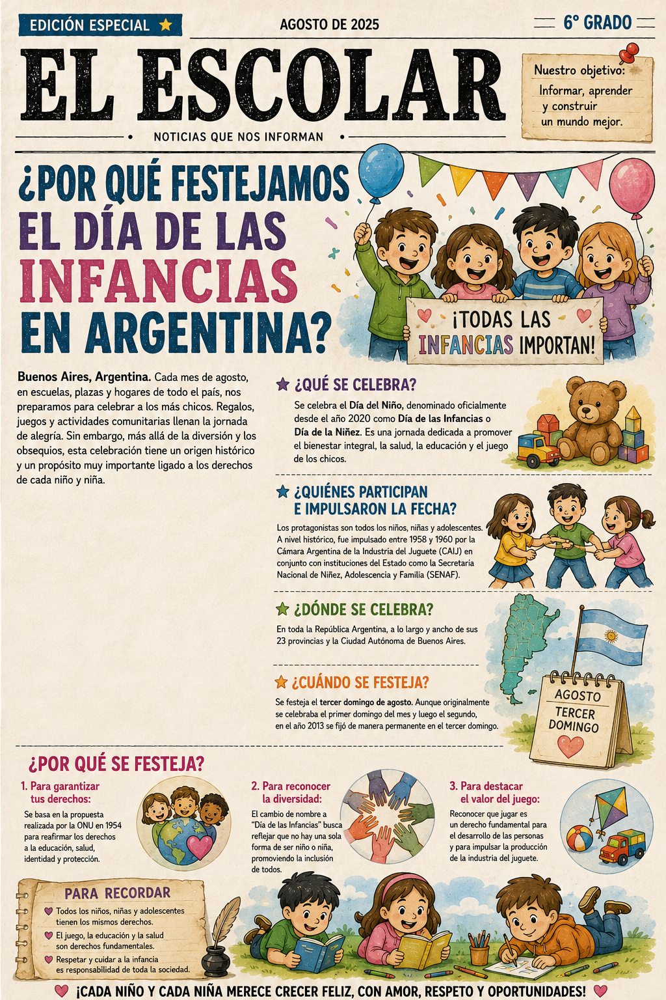 EDICIÓN ESPECIAL
AGOSTO DE 2025
6° GRADO
EL ESCOLAR
NOTICIAS QUE NOS INFORMAN
Nuestro objetivo:
Informar, aprender
y construir
un mundo mejor.
¿POR QUÉ FESTEJAMOS
EL DÍA DE LAS
INFANCIAS
EN ARGENTINA?
¡TODAS LAS
INFANCIAS IMPORTAN!
Buenos Aires, Argentina. Cada mes de agosto,
en escuelas, plazas y hogares de todo el país, nos
preparamos para celebrar a los más chicos. Regalos,
juegos y actividades comunitarias llenan la jornada
de alegría. Sin embargo, más allá de la diversión y los
obsequios, esta celebración tiene un origen histórico
y un propósito muy importante ligado a los derechos
de cada niño y niña.
¿QUÉ SE CELEBRA?
Se celebra el Día del Niño, denominado oficialmente
desde el año 2020 como Día de las Infancias o
Día de la Niñez. Es una jornada dedicada a promover
el bienestar integral, la salud, la educación y el juego
de los chicos.
¿QUIÉNES PARTICIPAN
E IMPULSARON LA FECHA?
Los protagonistas son todos los niños, niñas y adolescentes.
A nivel histórico, fue impulsado entre 1958 y 1960 por la
Cámara Argentina de la Industria del Juguete (CAIJ) en
conjunto con instituciones del Estado como la Secretaría
Nacional de Niñez, Adolescencia y Familia (SENAF).
¿DÓNDE SE CELEBRA?
En toda la República Argentina, a lo largo y ancho de sus
23 provincias y la Ciudad Autónoma de Buenos Aires.
¿CUÁNDO SE FESTEJA?
Se festeja el tercer domingo de agosto. Aunque originalmente
se celebraba el primer domingo del mes y luego el segundo,
en el año 2013 se fijó de manera permanente en el tercer domingo.
AGOSTO
TERCER
DOMINGO
¿POR QUÉ SE FESTEJA?
1. Para garantizar
tus derechos:
Se basa en la propuesta
realizada por la ONU en 1954
para reafirmar los derechos
a la educación, salud,
identidad y protección.
2. Para reconocer
la diversidad:
El cambio de nombre a
"Día de las Infancias" busca
reflejar que no hay una sola
forma de ser niño o niña,
promoviendo la inclusión
de todos.
3. Para destacar
el valor del juego:
Reconocer que jugar es
un derecho fundamental para
el desarrollo de las personas
y para impulsar la producción
de la industria del juguete.
PARA RECORDAR
Todos los niños, niñas y adolescentes
tienen los mismos derechos.
El juego, la educación y la salud
son derechos fundamentales.
Respetar y cuidar a la infancia
es responsabilidad de toda la sociedad.
¡CADA NIÑO Y CADA NIÑA MERECE CRECER FELIZ, CON AMOR, RESPETO Y OPORTUNIDADES!